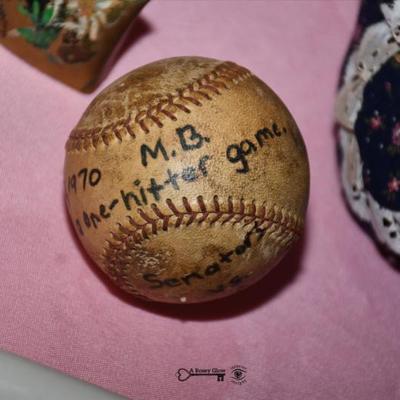 M.B.
1970
one-hitter game.
Senators
vs.
A Rosey Glow